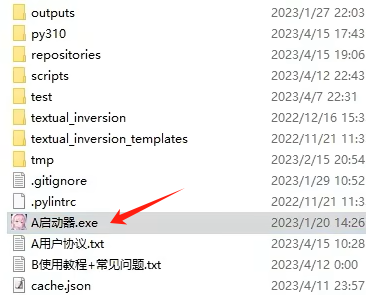 outputs 2023/1/27 22:03
py310 2023/4/15 17:43
repositories 2023/4/15 19:06
scripts 2023/4/12 22:43
test 2023/4/7 22:31
textual_inversion 2022/12/16 15:3
textual_inversion_templates 2022/11/21 11:3
tmp 2023/2/15 20:54
.gitignore 2023/1/29 10:52
.pylintrc 2022/11/21 11:3
A启动器.exe 2023/1/20 14:26
A用户协议.txt 2023/4/15 10:28
B使用教程+常见问题.txt 2023/4/12 0:00
cache.json 2023/4/11 23:57